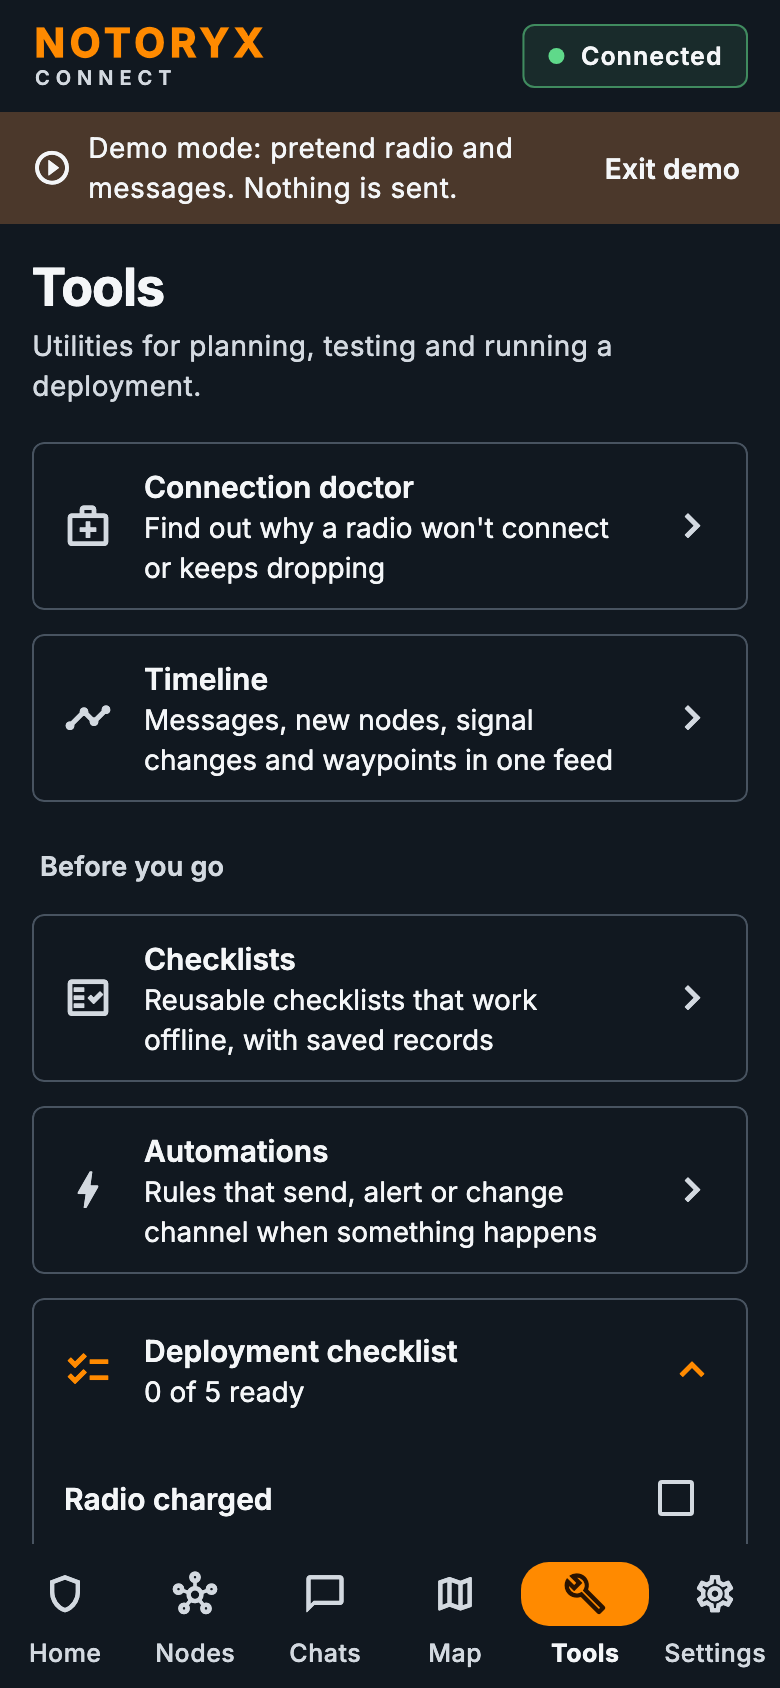 NOTORYX
CONNECT
Connected
Demo mode: pretend radio and
messages. Nothing is sent.
Exit demo
Tools
Utilities for planning, testing and running a
deployment.
Connection doctor
Find out why a radio won't connect
or keeps dropping
Timeline
Messages, new nodes, signal
changes and waypoints in one feed
Before you go
Checklists
Reusable checklists that work
offline, with saved records
Automations
Rules that send, alert or change
channel when something happens
Deployment checklist
0 of 5 ready
Radio charged
Home
Nodes
Chats
Map
Tools
Settings